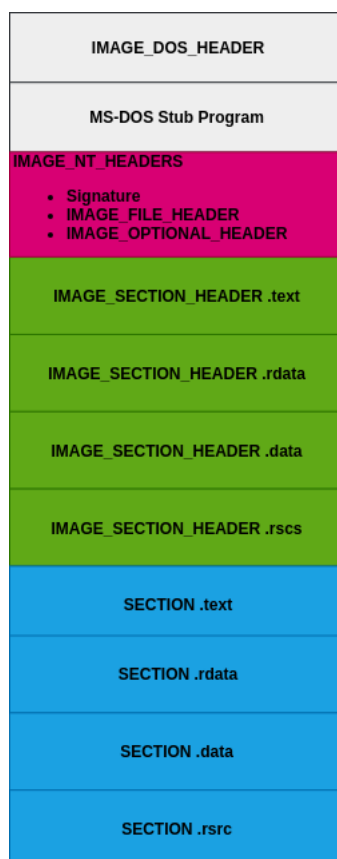 IMAGE_DOS_HEADER
MS-DOS Stub Program
IMAGE_NT_HEADERS
• Signature
• IMAGE_FILE_HEADER
• IMAGE_OPTIONAL_HEADER
IMAGE_SECTION_HEADER .text
IMAGE_SECTION_HEADER .rdata
IMAGE_SECTION_HEADER .data
IMAGE_SECTION_HEADER .rscs
SECTION .text
SECTION .rdata
SECTION .data
SECTION .rsrc